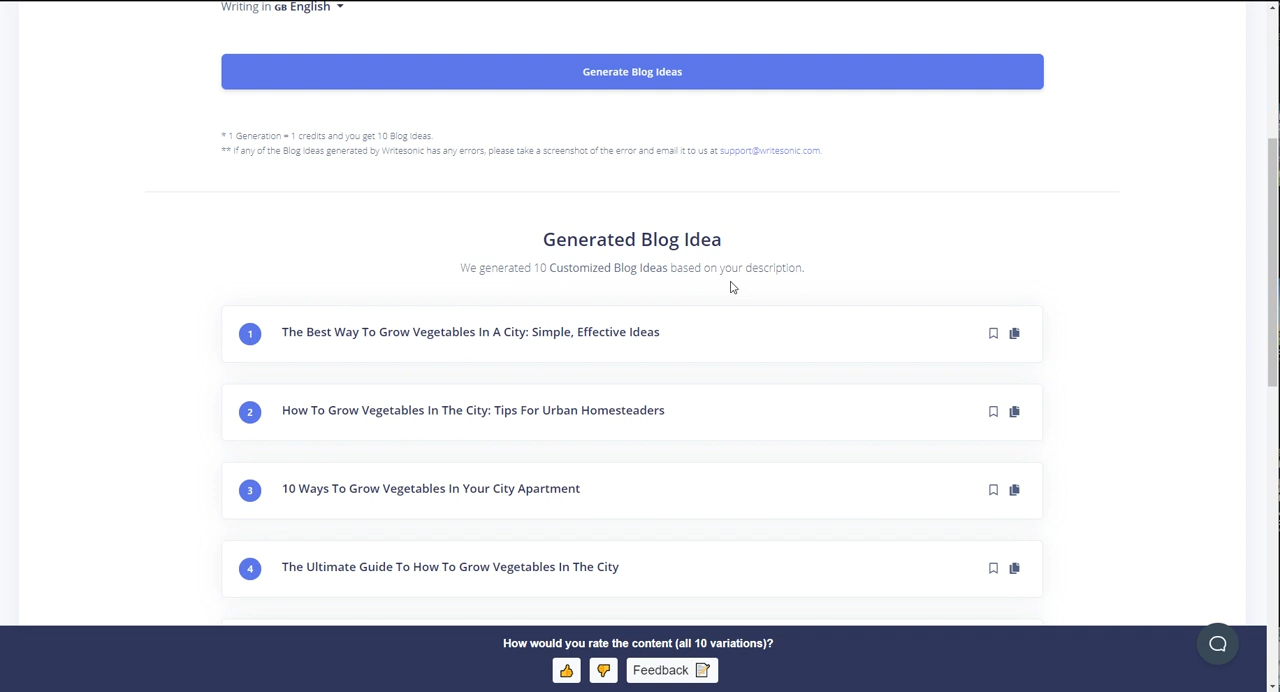 Writing in GB English
Generate Blog Ideas
* 1 Generation = 1 credits and you get 10 Blog Ideas.
** If any of the Blog Ideas generated by Writesonic has any errors, please take a screenshot of the error and email it to us at support@writesonic.com.
Generated Blog Idea
We generated 10 Customized Blog Ideas based on your description.
1 The Best Way To Grow Vegetables In A City: Simple, Effective Ideas
2 How To Grow Vegetables In The City: Tips For Urban Homesteaders
3 10 Ways To Grow Vegetables In Your City Apartment
4 The Ultimate Guide To How To Grow Vegetables In The City
How would you rate the content (all 10 variations)?
Feedback